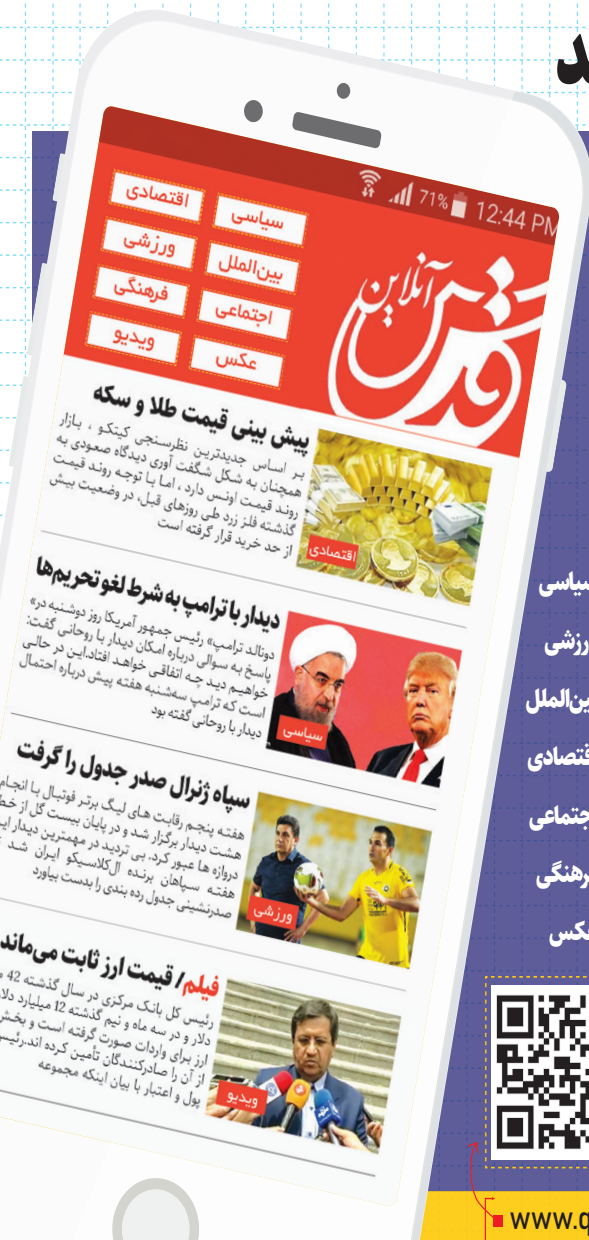 71% 12:44 PM
قدس آنلاین
سیاسی
اقتصادی
بین‌الملل
ورزشی
اجتماعی
فرهنگی
عکس
ویدیو
پیش بینی قیمت طلا و سکه
بر اساس جدیدترین نظرسنجی کیتکو ، بازار
همچنان به شکل شگفت آوری دیدگاه صعودی به
روند قیمت اونس دارد ، اما با توجه روند قیمت
گذشته فلز زرد طی روزهای قبل، در وضعیت بیش
از حد خرید قرار گرفته است
اقتصادی
دیدار با ترامپ به شرط لغو تحریم‌ها
دونالد ترامپ» رئیس جمهور آمریکا روز دوشنبه در»
پاسخ به سوالی درباره امکان دیدار با روحانی گفت:
خواهیم دید چه اتفاقی خواهد افتاد.این در حالی
است که ترامپ سه‌شنبه هفته پیش درباره احتمال
دیدار با روحانی گفته بود
سیاسی
سپاه ژنرال صدر جدول را گرفت
هفته پنجم رقابت های لیگ برتر فوتبال با انجام
هشت دیدار برگزار شد و در پایان بیست گل از خط
دروازه ها عبور کرد. بی تردید در مهمترین دیدار
هفته سپاهان برنده ال‌کلاسیکو ایران شد
صدرنشینی جدول رده بندی را بدست بیاورد
ورزشی
فیلم/ قیمت ارز ثابت می‌ماند
رئیس کل بانک مرکزی در سال گذشته 42
دلار و در سه ماه و نیم گذشته 12 میلیارد دلار
ارز برای واردات صورت گرفته است و بخش
از آن را صادرکنندگان تأمین کرده اند.رئیس
پول و اعتبار با بیان اینکه مجموعه
ویدیو
سیاسی
ورزشی
بین‌الملل
اقتصادی
اجتماعی
فرهنگی
عکس
www.q